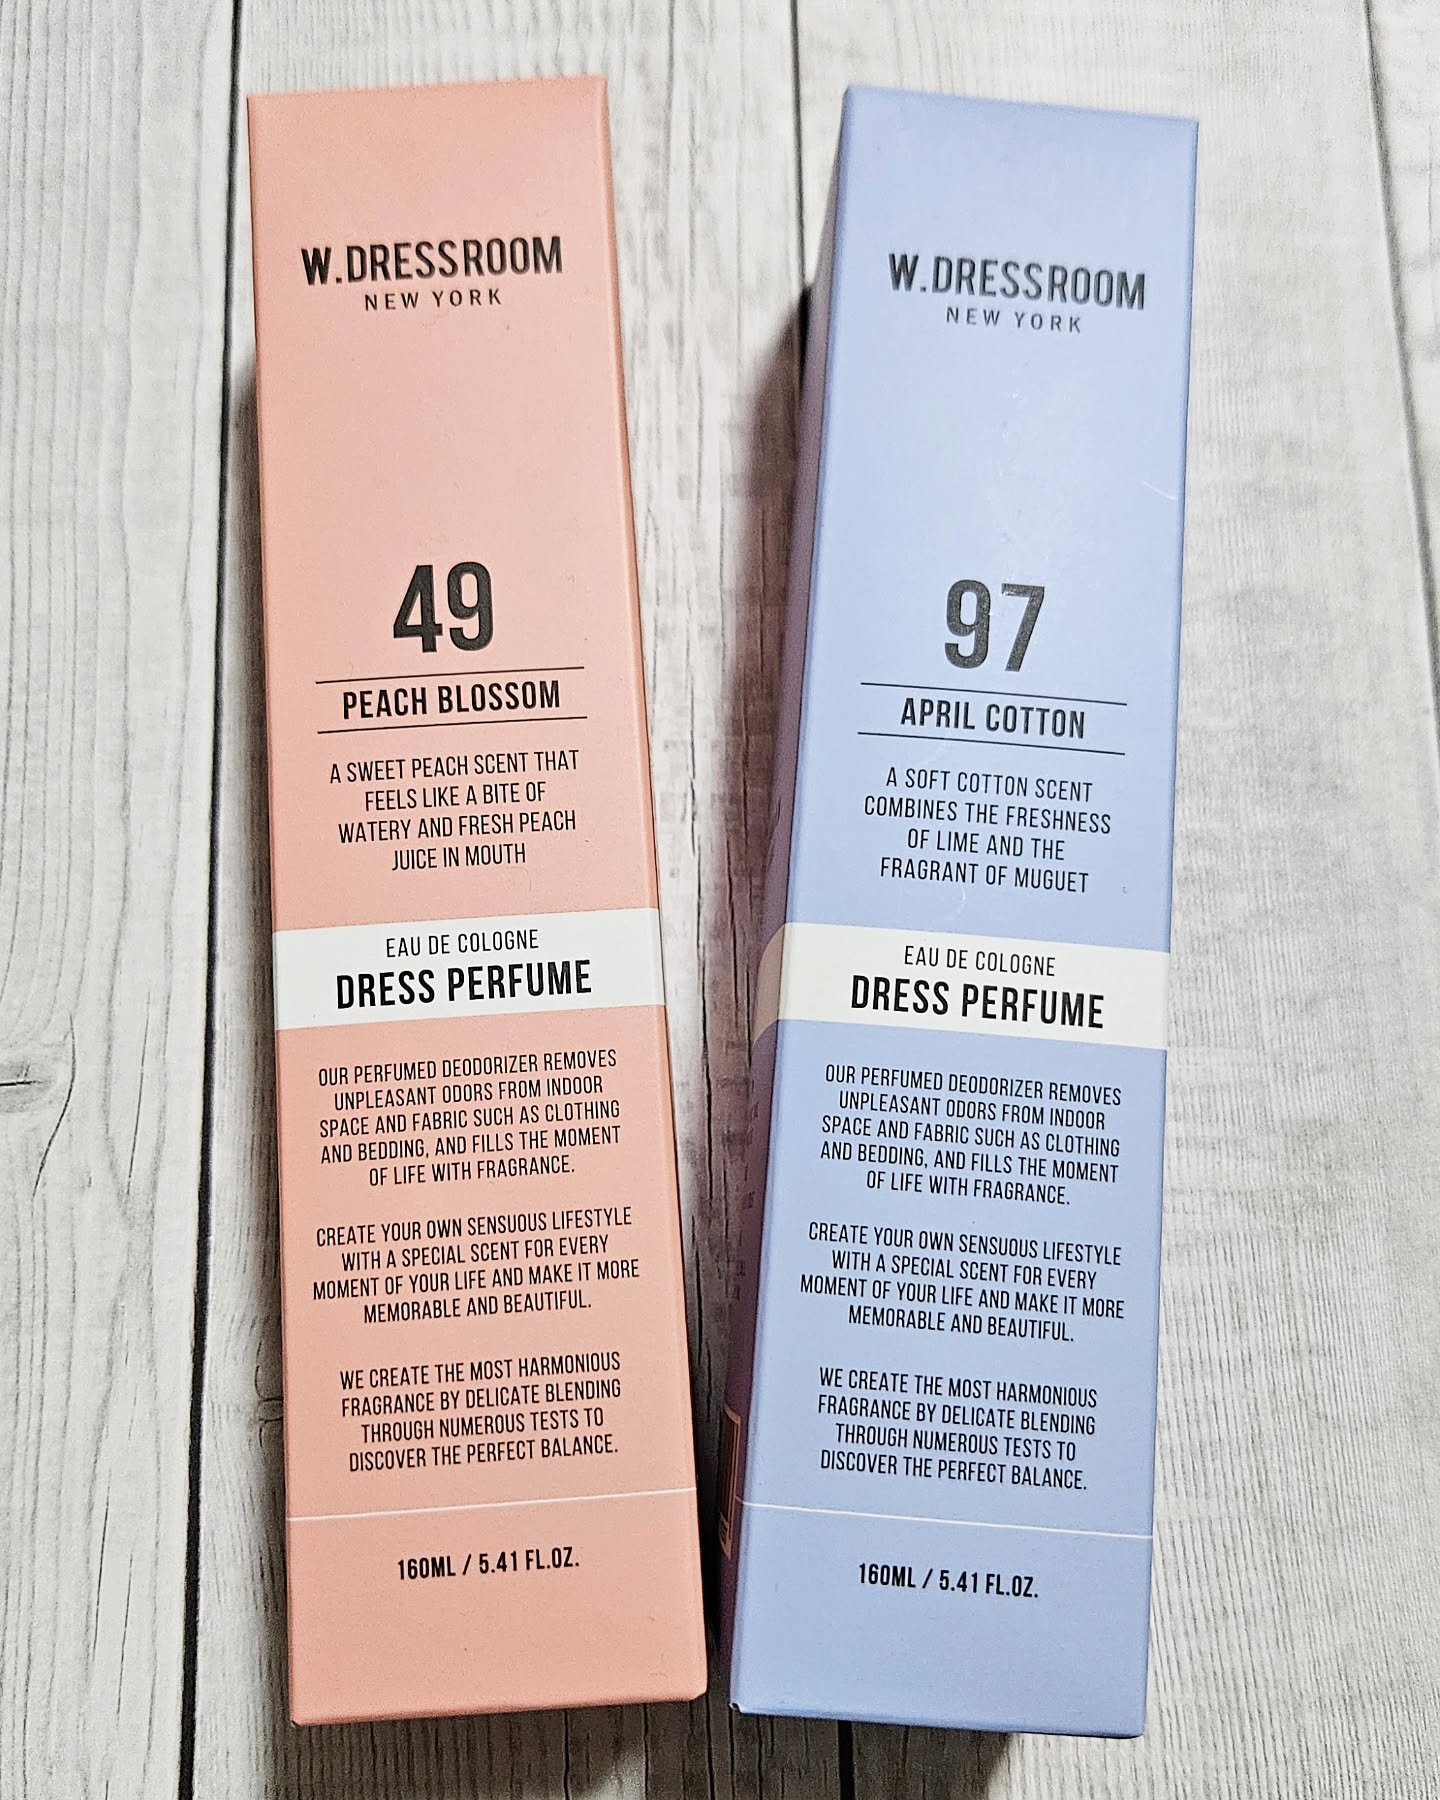 W.DRESSROOM
NEW YORK
49
PEACH BLOSSOM
A SWEET PEACH SCENT THAT
FEELS LIKE A BITE OF
WATERY AND FRESH PEACH
JUICE IN MOUTH
EAU DE COLOGNE
DRESS PERFUME
OUR PERFUMED DEODORIZER REMOVES
UNPLEASANT ODORS FROM INDOOR
SPACE AND FABRIC SUCH AS CLOTHING
AND BEDDING, AND FILLS THE MOMENT
OF LIFE WITH FRAGRANCE.
CREATE YOUR OWN SENSUOUS LIFESTYLE
WITH A SPECIAL SCENT FOR EVERY
MOMENT OF YOUR LIFE AND MAKE IT MORE
MEMORABLE AND BEAUTIFUL.
WE CREATE THE MOST HARMONIOUS
FRAGRANCE BY DELICATE BLENDING
THROUGH NUMEROUS TESTS TO
DISCOVER THE PERFECT BALANCE.
160ML / 5.41 FL.OZ.
W.DRESSROOM
NEW YORK
97
APRIL COTTON
A SOFT COTTON SCENT
COMBINES THE FRESHNESS
OF LIME AND THE
FRAGRANT OF MUGUET
EAU DE COLOGNE
DRESS PERFUME
OUR PERFUMED DEODORIZER REMOVES
UNPLEASANT ODORS FROM INDOOR
SPACE AND FABRIC SUCH AS CLOTHING
AND BEDDING, AND FILLS THE MOMENT
OF LIFE WITH FRAGRANCE.
CREATE YOUR OWN SENSUOUS LIFESTYLE
WITH A SPECIAL SCENT FOR EVERY
MOMENT OF YOUR LIFE AND MAKE IT MORE
MEMORABLE AND BEAUTIFUL.
WE CREATE THE MOST HARMONIOUS
FRAGRANCE BY DELICATE BLENDING
THROUGH NUMEROUS TESTS TO
DISCOVER THE PERFECT BALANCE.
160ML / 5.41 FL.OZ.